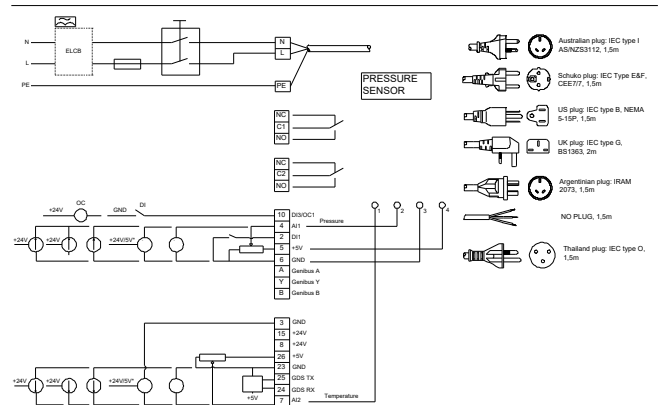 N
ELCB
L
PE
N
L
PE
PRESSURE
SENSOR
NC
C1
NO
NC
C2
NO
+24V
OC
GND
DI
10 DI3/OC1
4 AI1 Pressure
2 DI1
5 +5V
6 GND
A Genibus A
Y Genibus Y
B Genibus B
1
2
3
4
+24V
+24V
+24V/5V*
3 GND
15 +24V
8 +24V
26 +5V
23 GND
25 GDS TX
24 GDS RX
7 AI2 Temperature
+24V
+24V
+24V/5V*
+5V
Australian plug: IEC type I
AS/NZS3112, 1,5m
Schuko plug: IEC Type E&F,
CEE7/7, 1,5m
US plug: IEC type B, NEMA
5-15P, 1,5m
UK plug: IEC type G,
BS1363, 2m
Argentinian plug: IRAM
2073, 1,5m
NO PLUG, 1,5m
Thailand plug: IEC type O,
1,5m